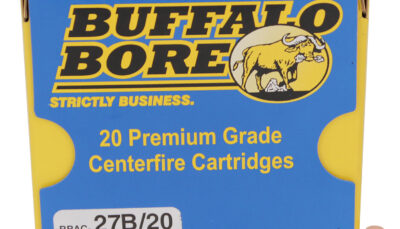 BUFFALO
BORE
STRICTLY BUSINESS.
20 Premium Grade
Centerfire Cartridges
27B/20